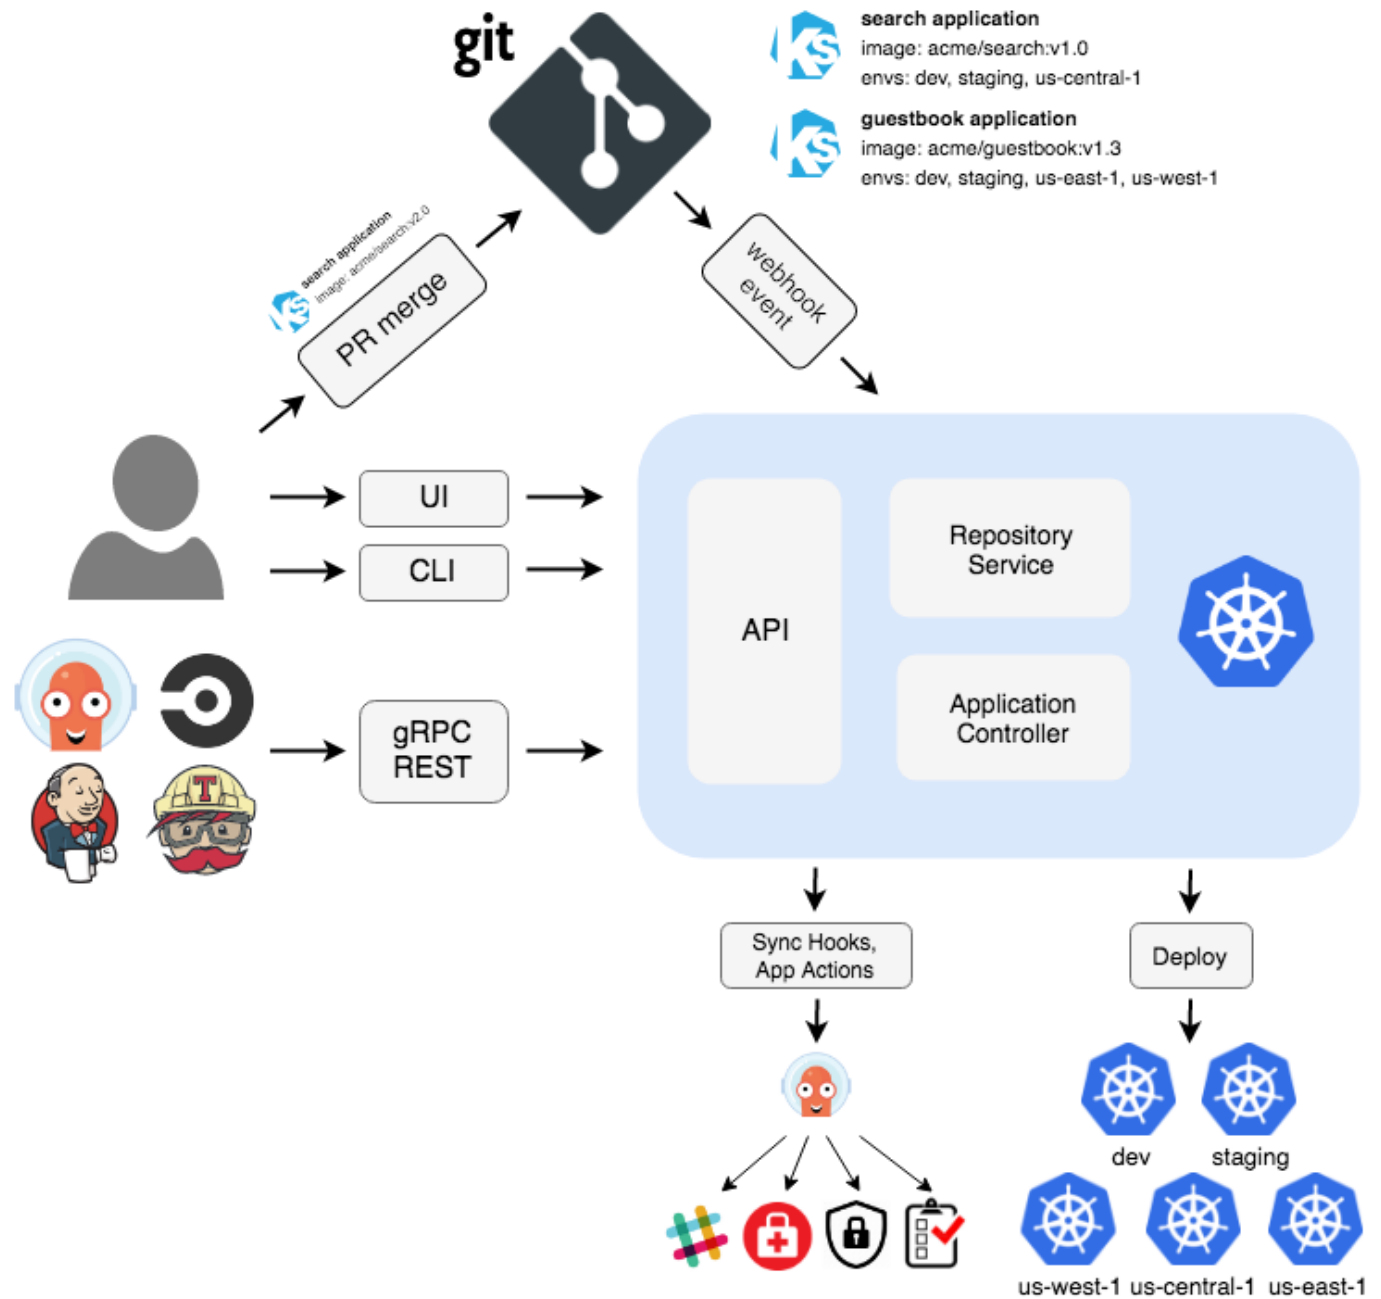 git
search application
image: acme/search:v1.0
envs: dev, staging, us-central-1
guestbook application
image: acme/guestbook:v1.3
envs: dev, staging, us-east-1, us-west-1
Ks
Ks
search application
image: acme/search:v2.0
Ks
PR merge
webhook
event
UI
CLI
gRPC
REST
API
Repository
Service
Application
Controller
T
Sync Hooks,
App Actions
Deploy
dev
staging
us-west-1
us-central-1
us-east-1